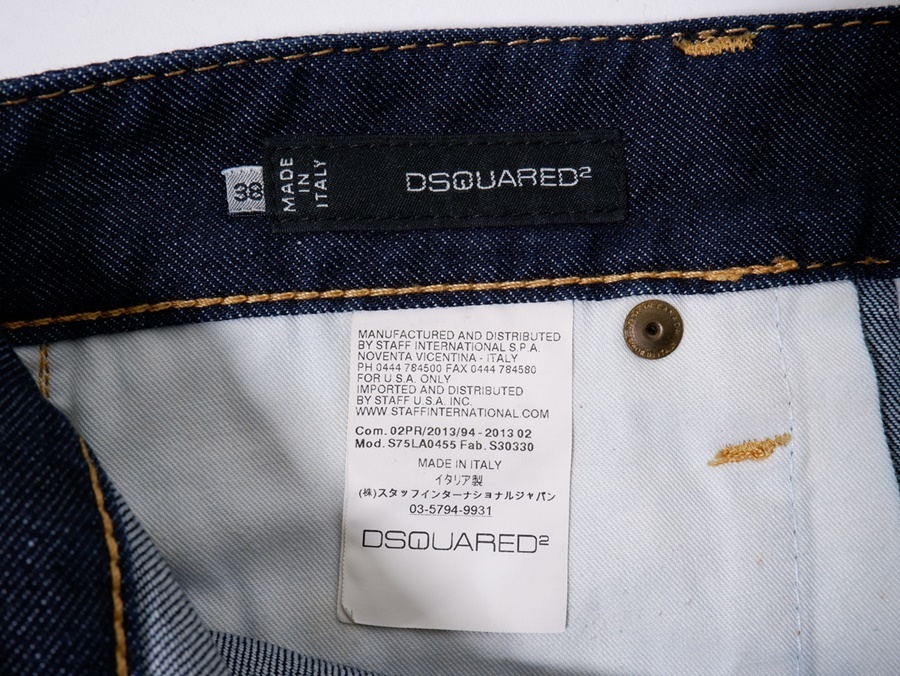 38
MADE
IN
ITALY
DSQUARED²
MANUFACTURED AND DISTRIBUTED
BY STAFF INTERNATIONAL S.P.A.
NOVENTA VICENTINA - ITALY
PH 0444 784500 FAX 0444 784580
FOR U.S.A. ONLY
IMPORTED AND DISTRIBUTED
BY STAFF U.S.A. INC.
WWW.STAFFINTERNATIONAL.COM
Com. 02PR/2013/94 - 2013 02
Mod. S75LA0455 Fab. S30330
MADE IN ITALY
イタリア製
(株)スタッフインターナショナルジャパン
03-5794-9931
DSQUARED²